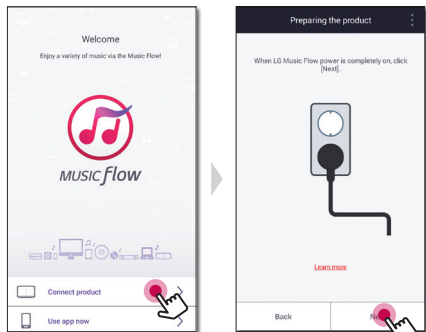 Welcome
Enjoy a variety of music via the Music Flow!
MUSIC flow
Connect product
Use app now
Preparing the product
When LG Music Flow power is completely on, click
[Next].
Learn more
Back